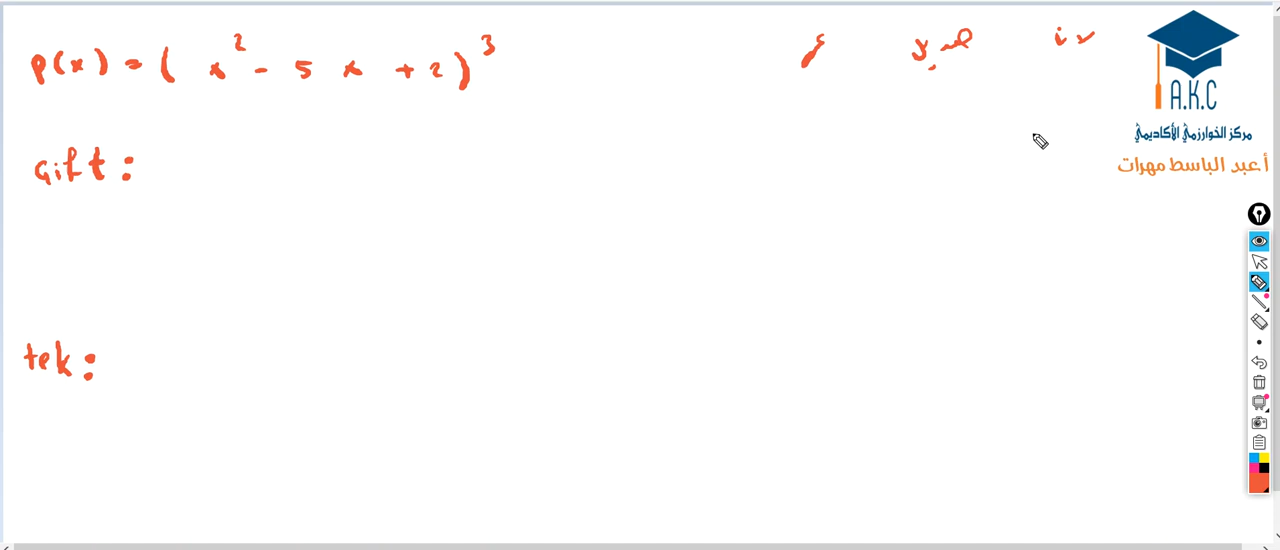 P(x) = ( x² - 5 x + 2 )³
A.K.C
مركز الخوارزمي الأكاديمي
أ عبد الباسط مهرات
Gift:
tek: